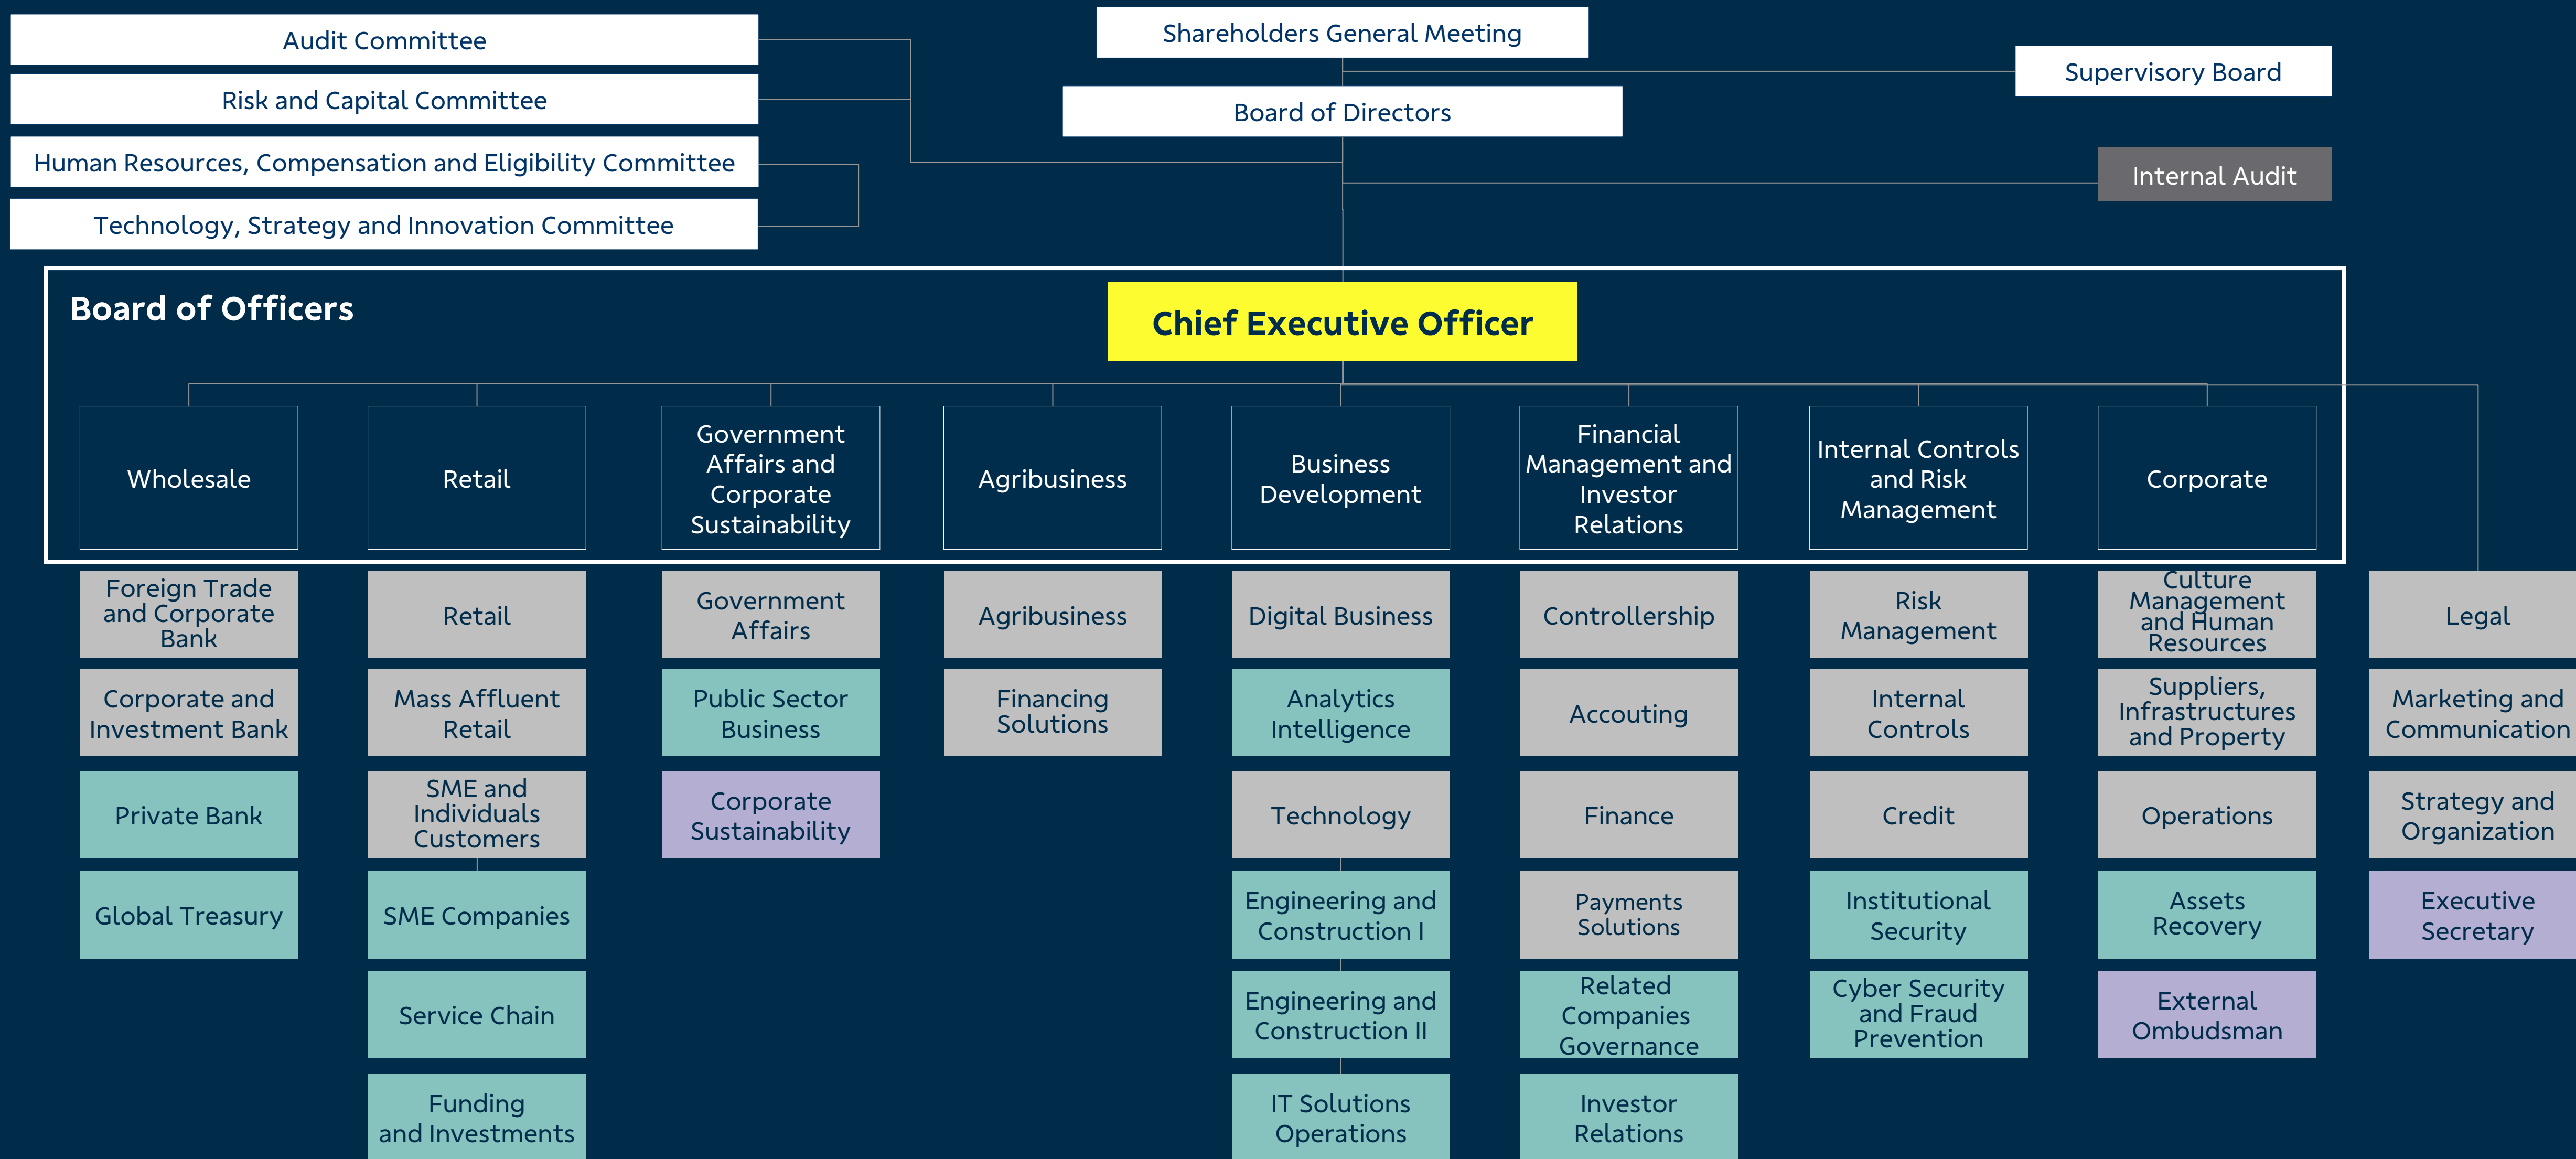 Audit Committee
Risk and Capital Committee
Human Resources, Compensation and Eligibility Committee
Technology, Strategy and Innovation Committee
Shareholders General Meeting
Board of Directors
Supervisory Board
Internal Audit
Board of Officers
Chief Executive Officer
Wholesale
Retail
Government
Affairs and
Corporate
Sustainability
Agribusiness
Business
Development
Financial
Management and
Investor
Relations
Internal Controls
and Risk
Management
Corporate
Foreign Trade
and Corporate
Bank
Corporate and
Investment Bank
Private Bank
Global Treasury
Retail
Mass Affluent
Retail
SME and
Individuals
Customers
SME Companies
Service Chain
Funding
and Investments
Government
Affairs
Public Sector
Business
Corporate
Sustainability
Agribusiness
Financing
Solutions
Digital Business
Analytics
Intelligence
Technology
Engineering and
Construction I
Engineering and
Construction II
IT Solutions
Operations
Controllership
Accouting
Finance
Payments
Solutions
Related
Companies
Governance
Investor
Relations
Risk
Management
Internal
Controls
Credit
Institutional
Security
Cyber Security
and Fraud
Prevention
Culture
Management
and Human
Resources
Suppliers,
Infrastructures
and Property
Operations
Assets
Recovery
External
Ombudsman
Legal
Marketing and
Communication
Strategy and
Organization
Executive
Secretary